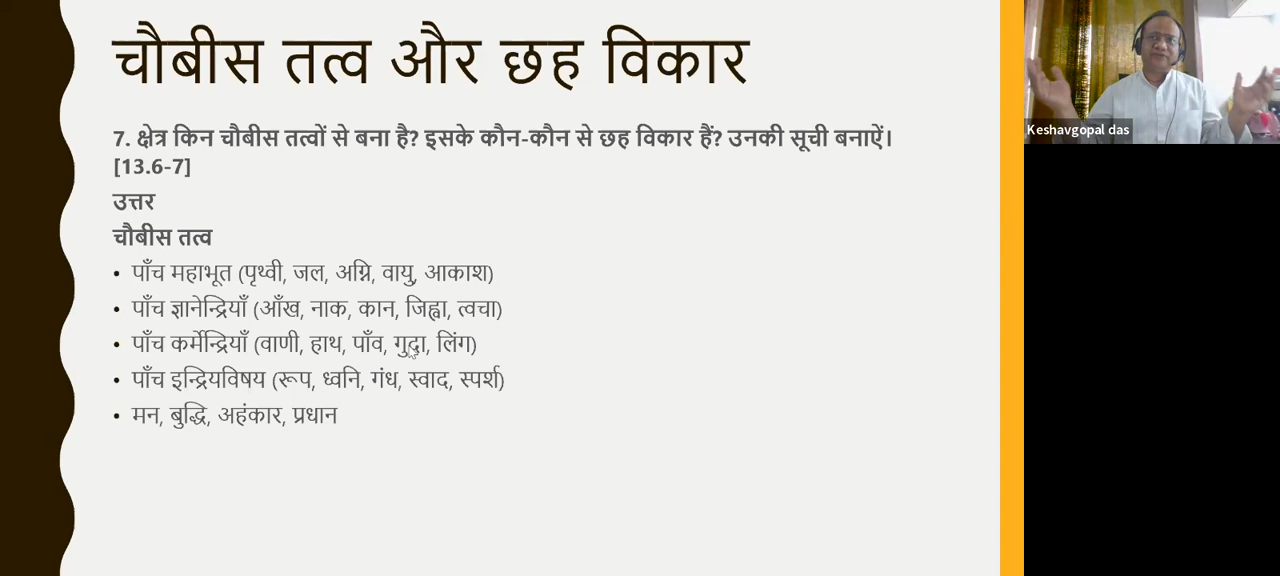 चौबीस तत्व और छह विकार
7. क्षेत्र किन चौबीस तत्वों से बना है? इसके कौन-कौन से छह विकार हैं? उनकी सूची बनाऐं।
[13.6-7]
उत्तर
चौबीस तत्व
• पाँच महाभूत (पृथ्वी, जल, अग्नि, वायु, आकाश)
• पाँच ज्ञानेन्द्रियाँ (आँख, नाक, कान, जिह्वा, त्वचा)
• पाँच कर्मेन्द्रियाँ (वाणी, हाथ, पाँव, गुद्दा, लिंग)
• पाँच इन्द्रियविषय (रूप, ध्वनि, गंध, स्वाद, स्पर्श)
• मन, बुद्धि, अहंकार, प्रधान
Keshavgopal das